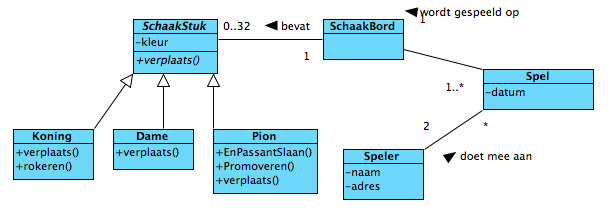 wordt gespeeld op
SchaakStuk
0..32
bevat
SchaakBord
1
-kleur
+verplaats()
1
Spel
1..*
-datum
2
*
Koning
Dame
Pion
+verplaats()
+verplaats()
+EnPassantSlaan()
+rokeren()
+Promoveren()
+verplaats()
Speler
doet mee aan
-naam
-adres